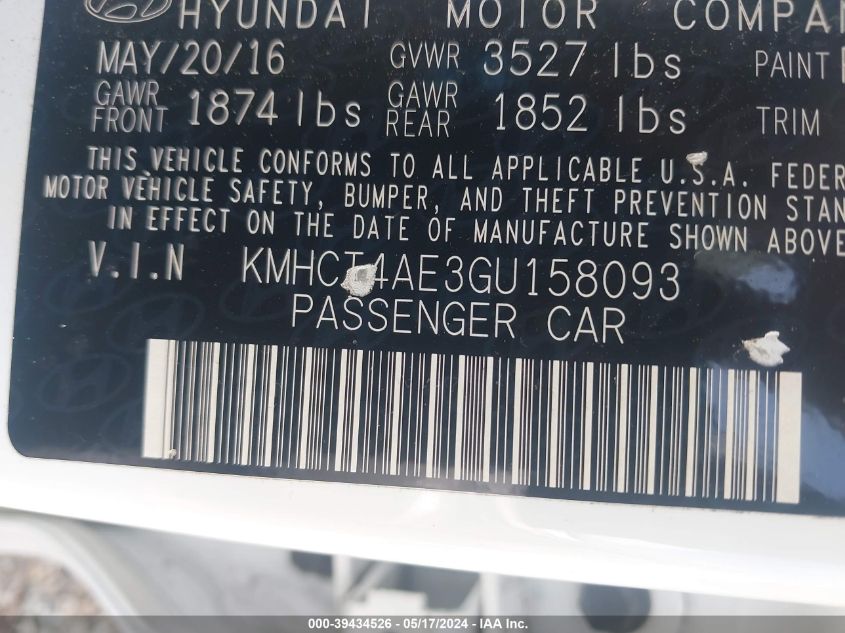 HYUNDAI MOTOR COMPAN
MAY/20/16 GVWR 3527 lbs PAINT
GAWR FRONT 1874 lbs GAWR REAR 1852 lbs TRIM
THIS VEHICLE CONFORMS TO ALL APPLICABLE U.S.A. FEDER
MOTOR VEHICLE SAFETY, BUMPER, AND THEFT PREVENTION STAN
IN EFFECT ON THE DATE OF MANUFACTURE SHOWN ABOVE
V.I.N KMHCT4AE3GU158093
PASSENGER CAR
000-39434526 - 05/17/2024 - IAA Inc.